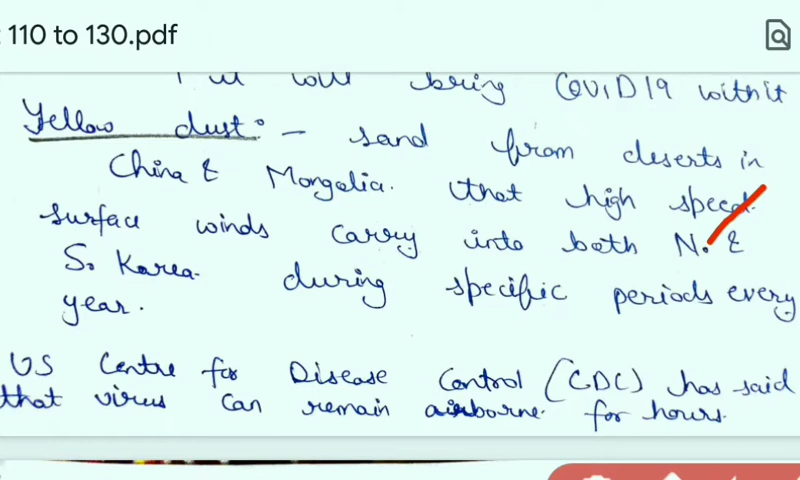 110 to 130.pdf
bring COVID19 with it
Yellow dust :- sand from deserts in
China & Mongolia. that high speed
surface winds carry into both N. &
S. Korea during specific periods every
year.
US Centre for Disease Control (CDC) has said
that virus can remain airborne for hours.